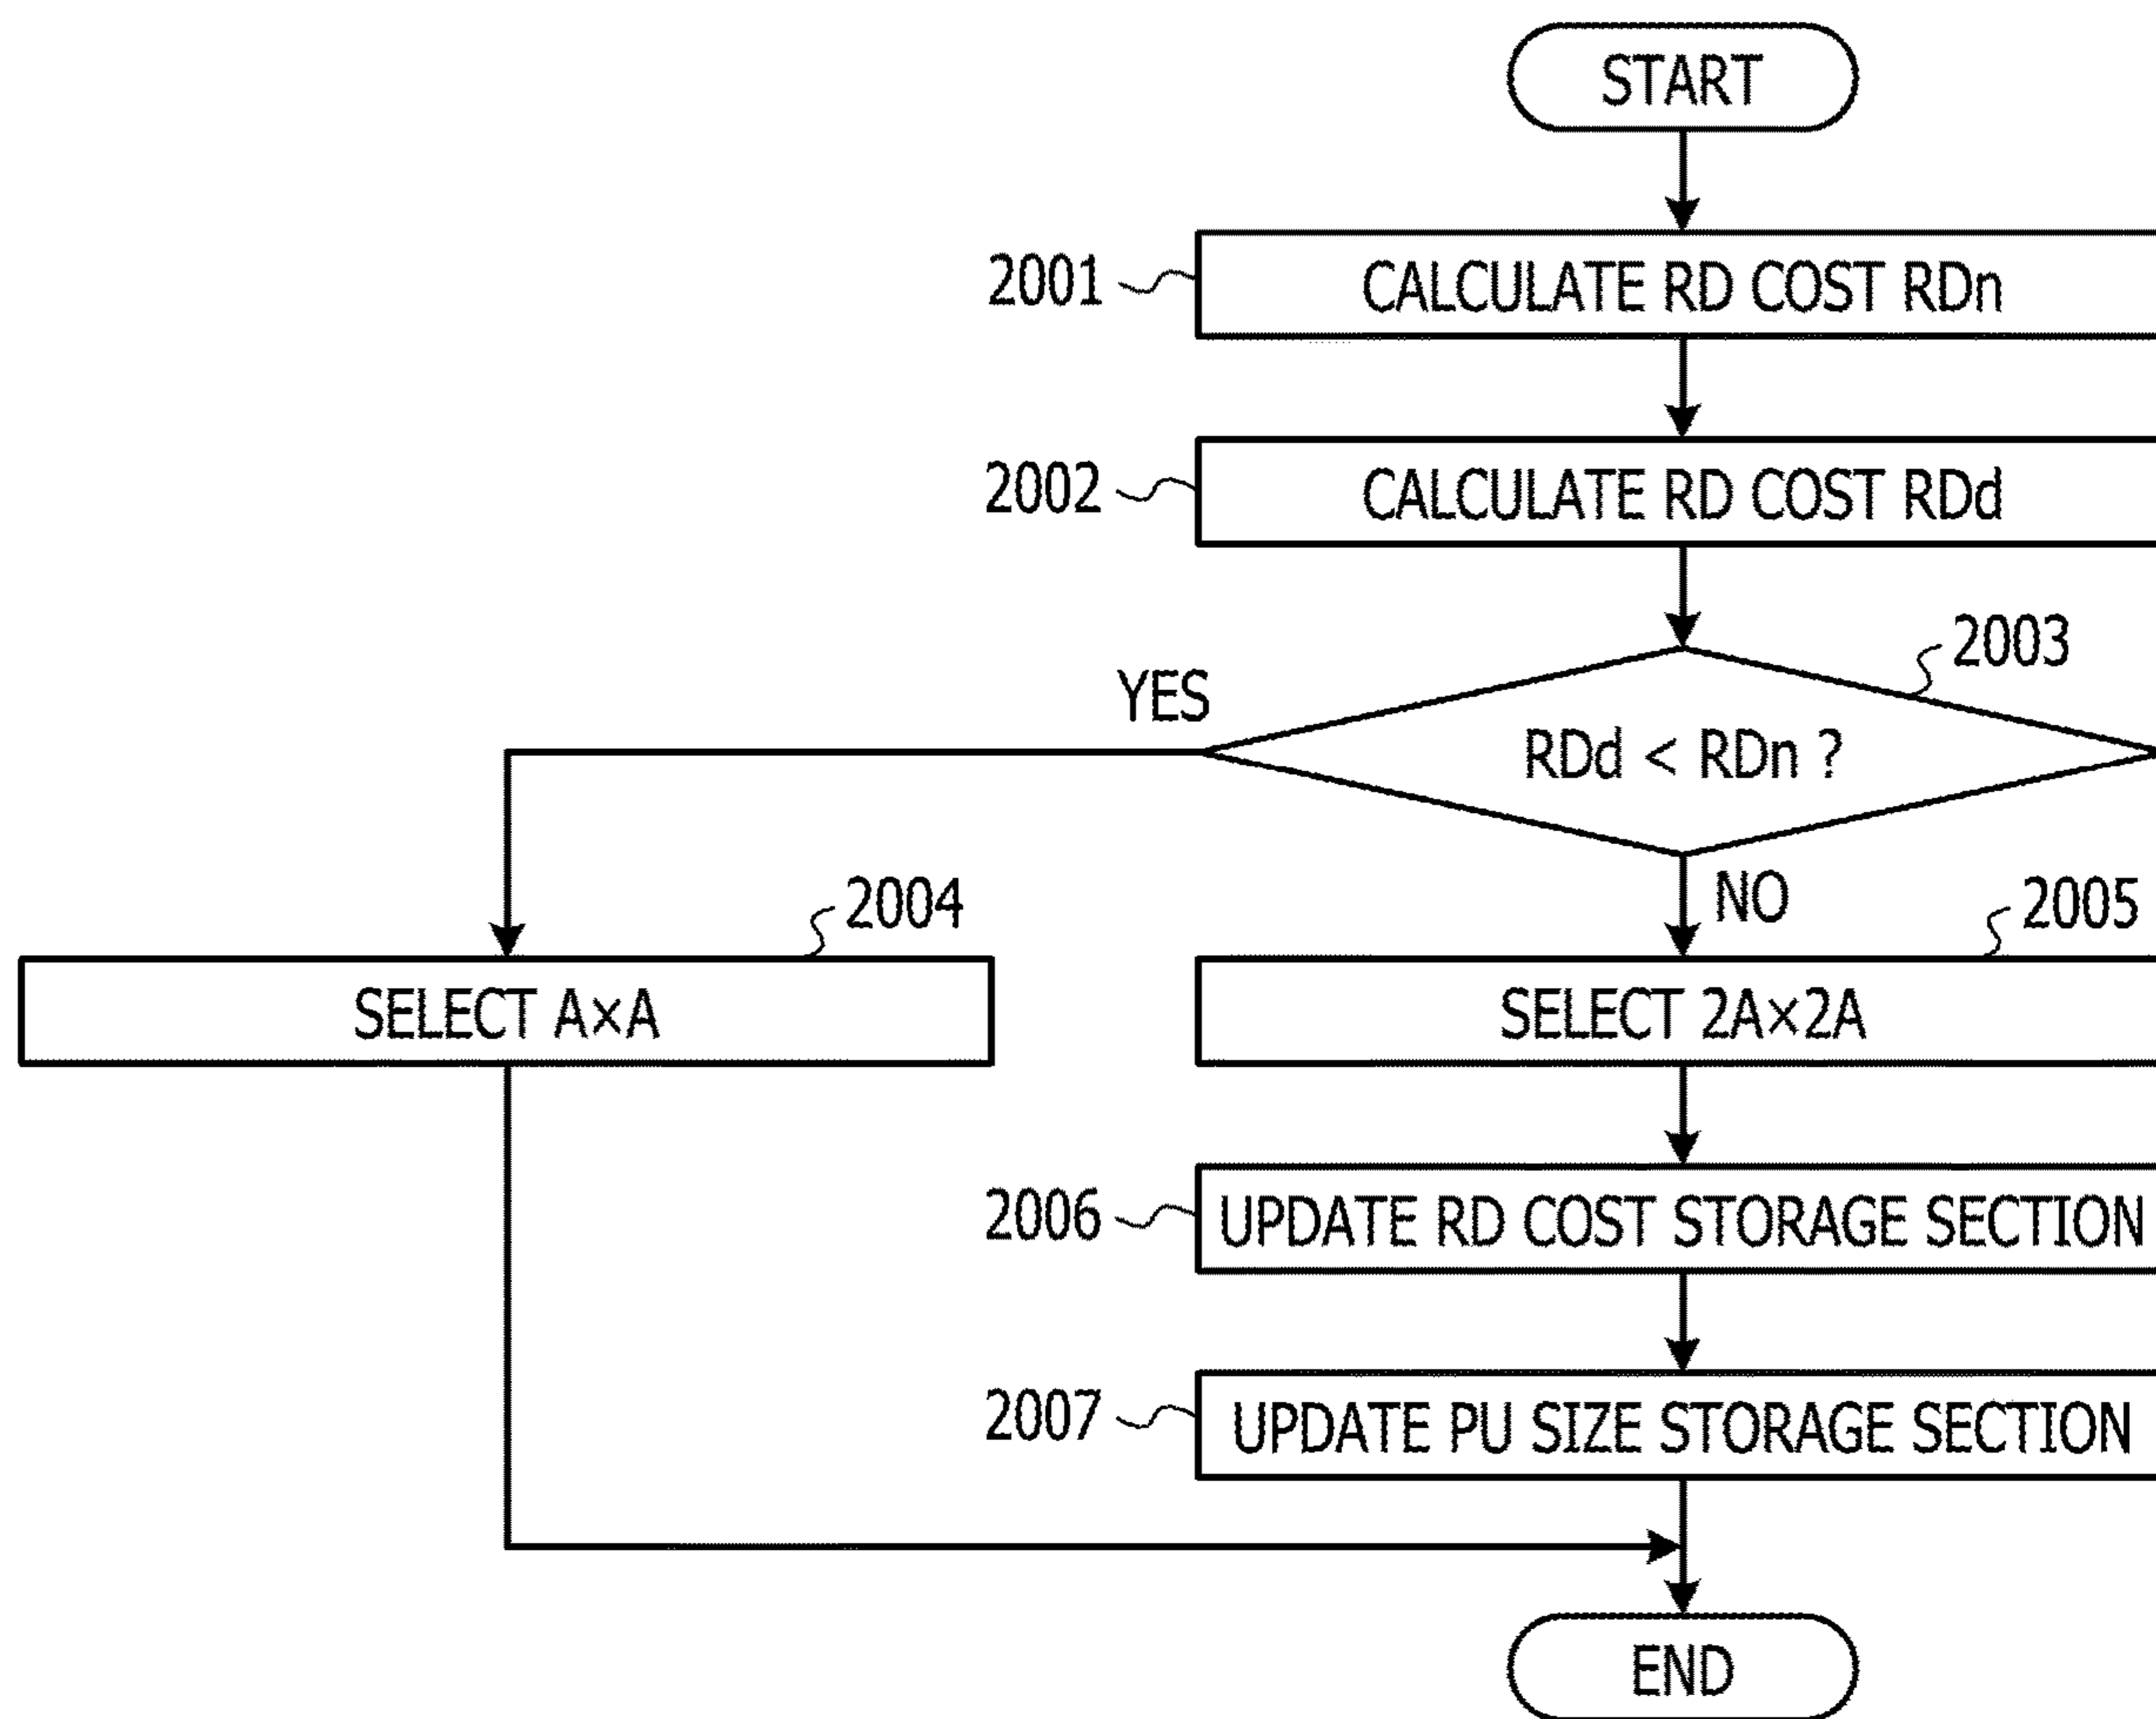 START
2001
CALCULATE RD COST RDn
2002
CALCULATE RD COST RDd
2003
YES
RDd < RDn ?
NO
2004
2005
SELECT A×A
SELECT 2A×2A
2006
UPDATE RD COST STORAGE SECTION
2007
UPDATE PU SIZE STORAGE SECTION
END